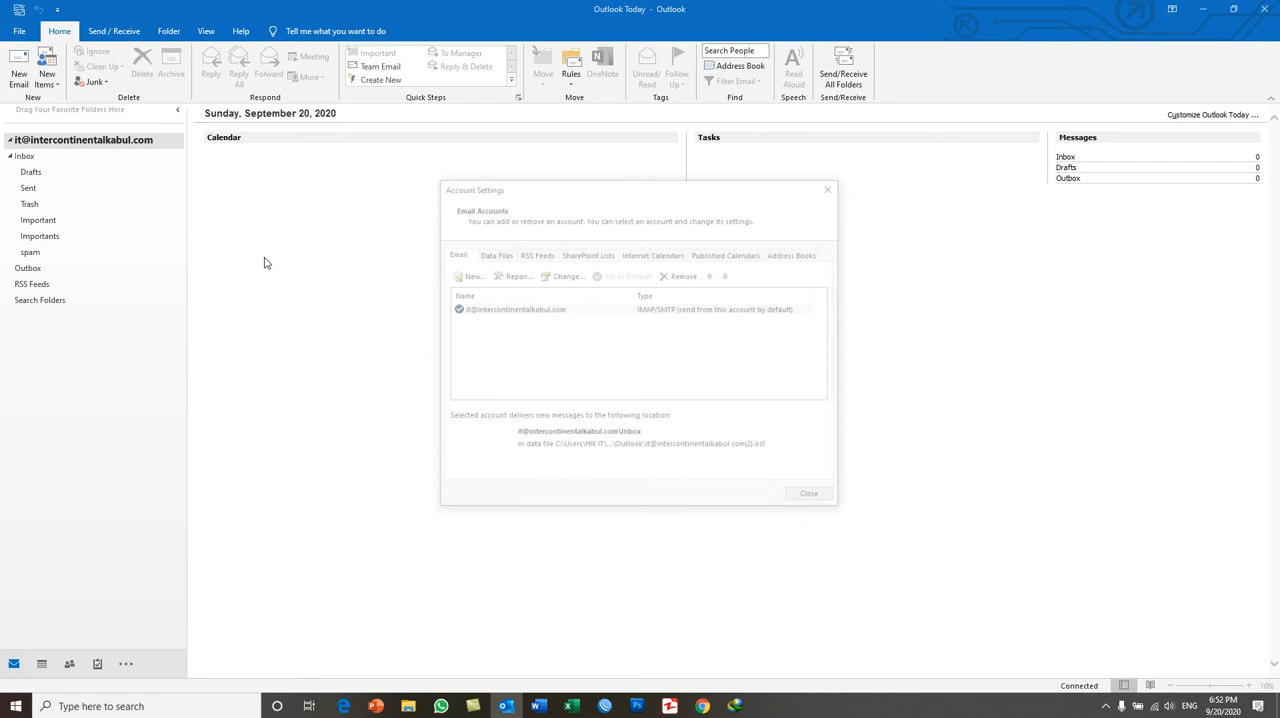 Outlook Today - Outlook
File Home Send / Receive Folder View Help Tell me what you want to do
New Email
New Items
Ignore
Clean Up
Junk
Delete
Archive
Reply
Reply All
Forward
Meeting
More
Important
Team Email
Create New
To Manager
Reply & Delete
Move
Rules
OneNote
Unread/ Read
Follow Up
Search People
Address Book
Filter Email
Read Aloud
Send/Receive All Folders
New Delete Respond Quick Steps Move Tags Find Speech Send/Receive
Drag Your Favorite Folders Here
it@intercontinentalkabul.com
Inbox
Drafts
Sent
Trash
Important
Importants
spam
Outbox
RSS Feeds
Search Folders
Sunday, September 20, 2020
Customize Outlook Today ...
Calendar
Tasks
Messages
Inbox 0
Drafts 0
Outbox 0
Account Settings
Email Accounts
You can add or remove an account. You can select an account and change its settings.
Email Data Files RSS Feeds SharePoint Lists Internet Calendars Published Calendars Address Books
New... Repair... Change... Set as Default Remove
Name Type
it@intercontinentalkabul.com IMAP/SMTP (send from this account by default)
Selected account delivers new messages to the following location:
it@intercontinentalkabul.com\Inbox
in data file C:\Users\HIK IT\...\Outlook\it@intercontinentalkabul.com(2).ost
Close
Connected 10%
Type here to search
ENG
6:52 PM
9/20/2020